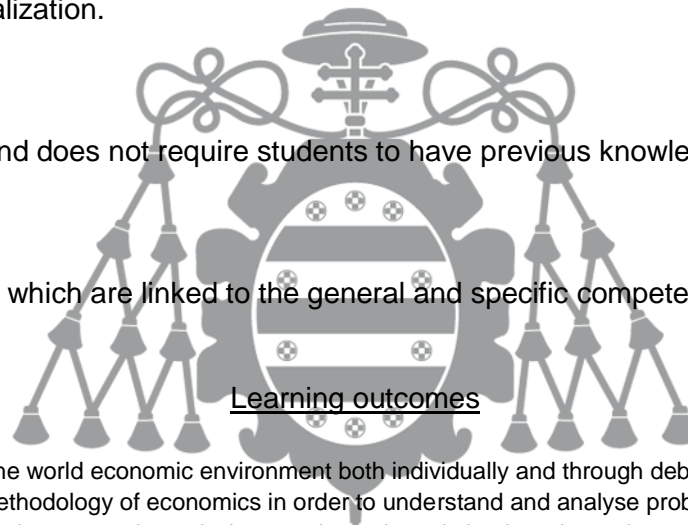 alization.
nd does not require students to have previous knowle
which are linked to the general and specific compete
Learning outcomes
he world economic environment both individually and through deb
ethodology of economics in order to understand and analyse prob